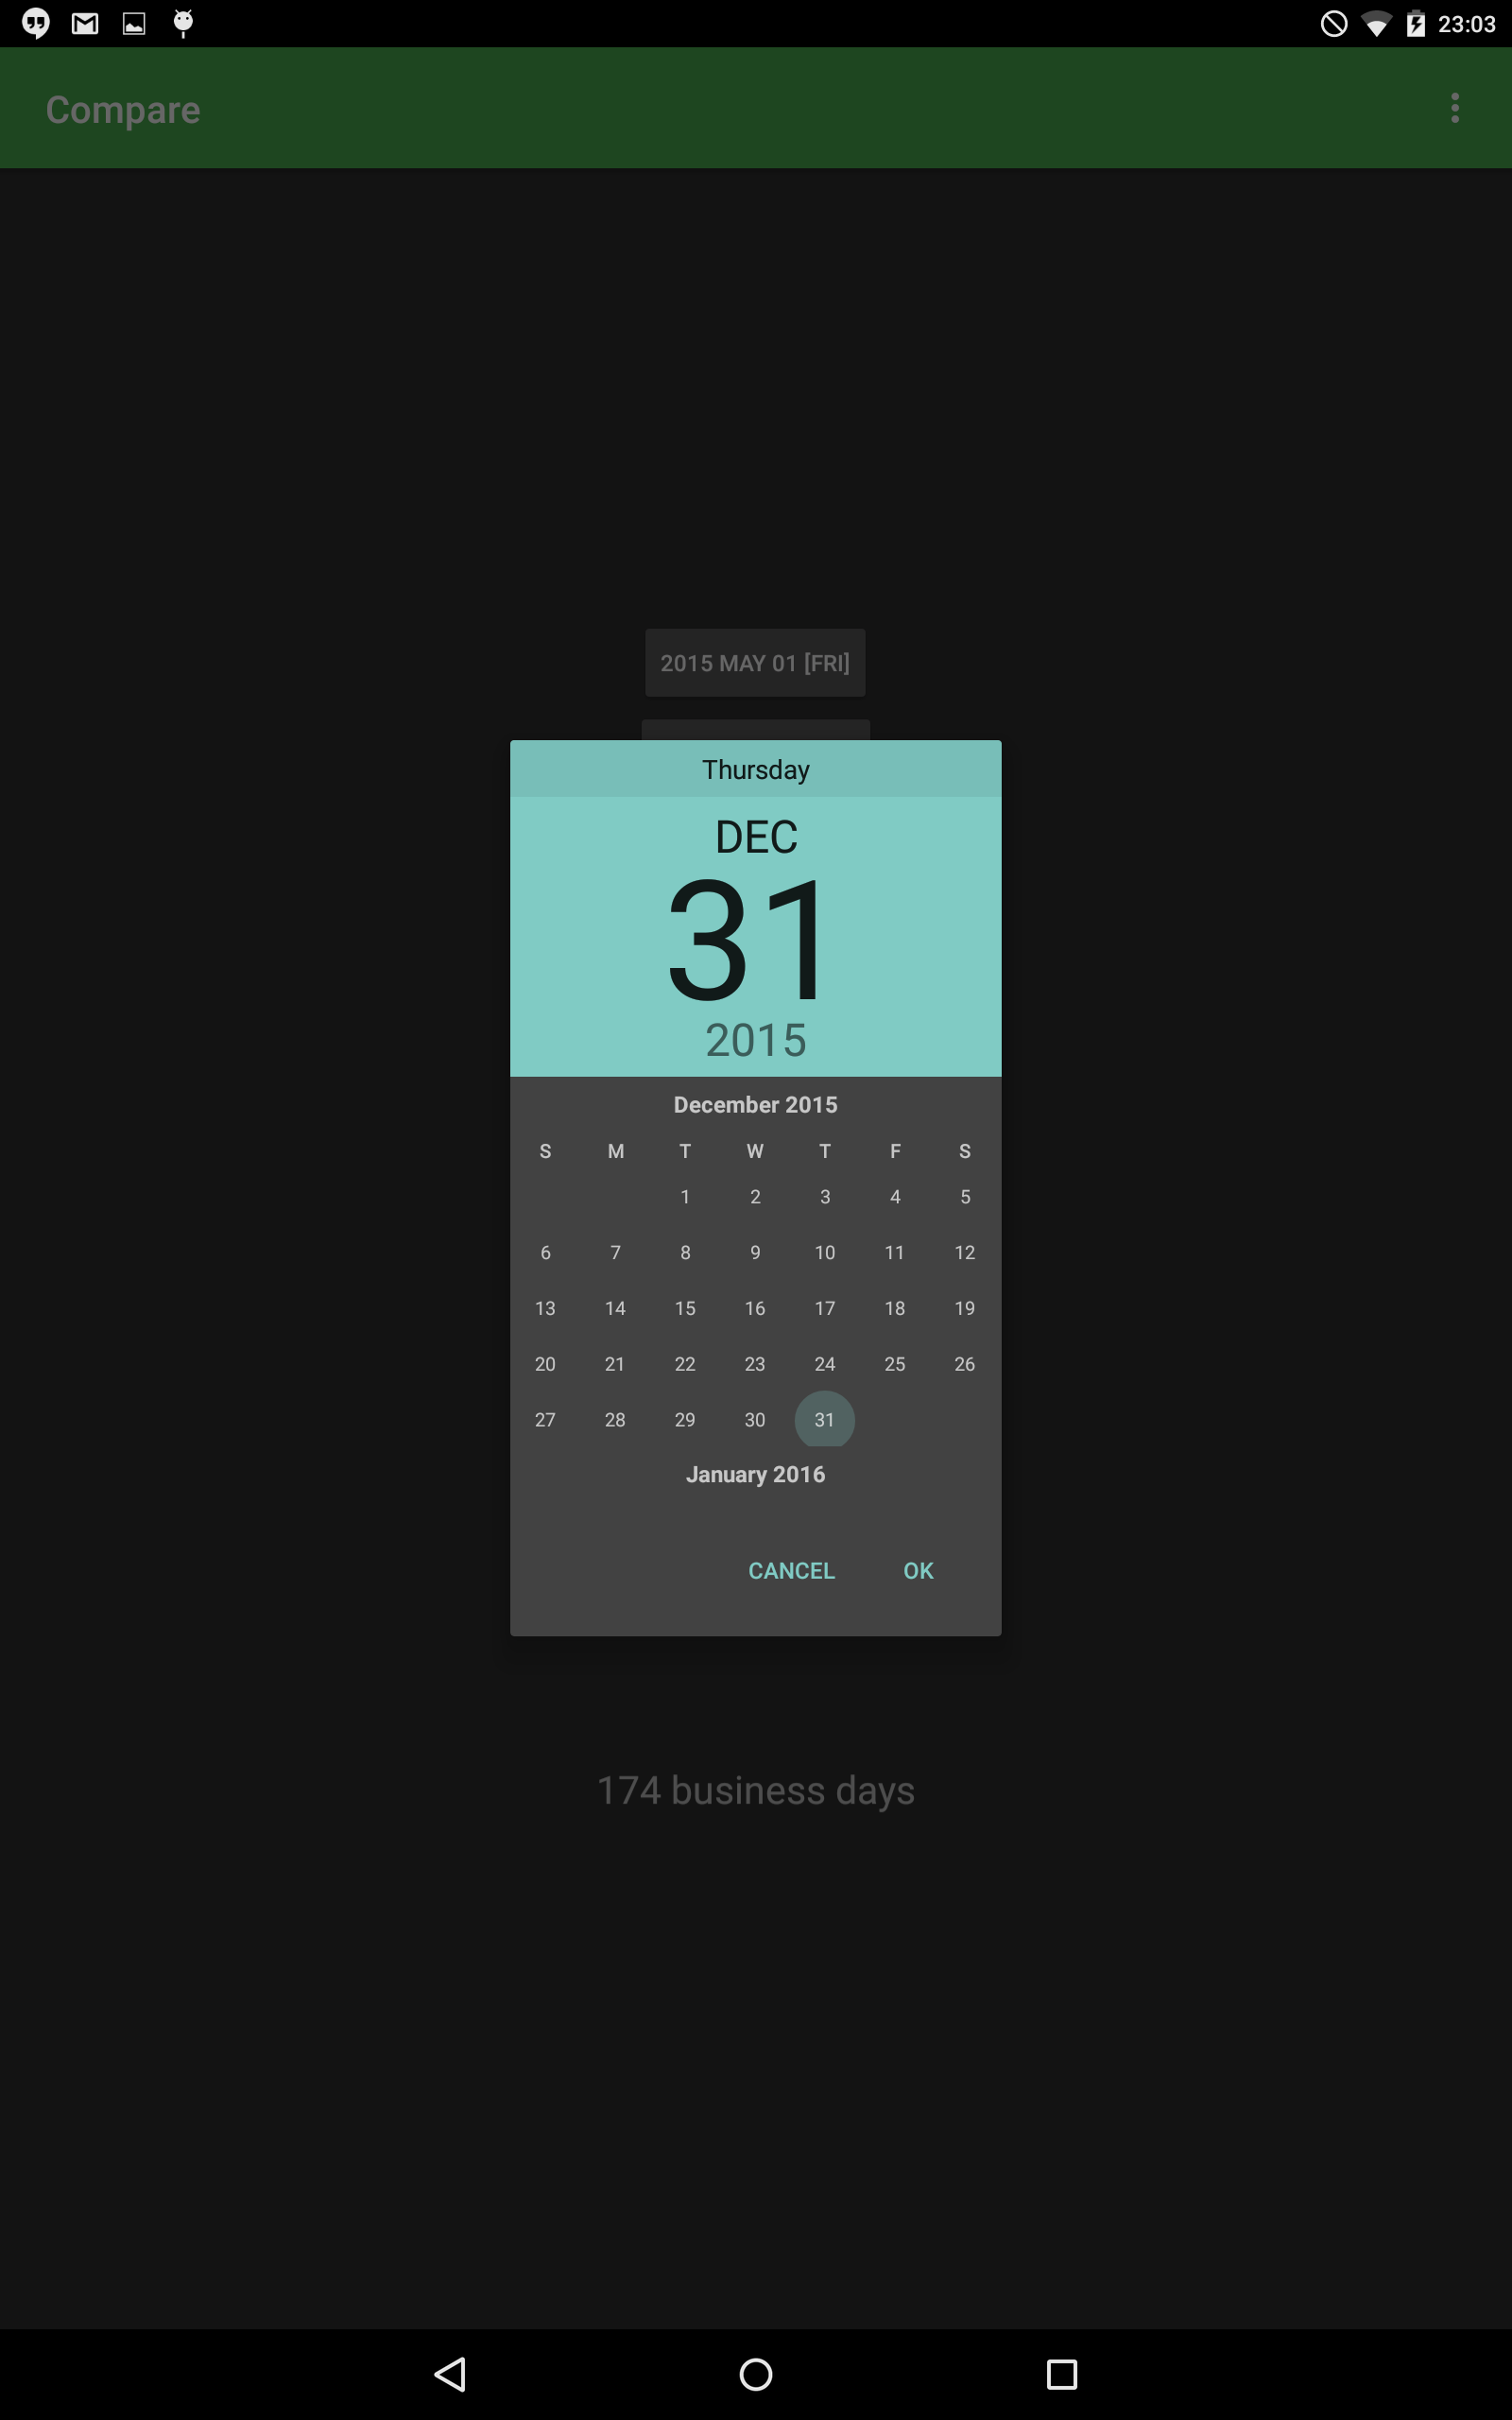 23:03
Compare
2015 MAY 01 [FRI]
Thursday
DEC
31
2015
December 2015
S M T W T F S
1 2 3 4 5
6 7 8 9 10 11 12
13 14 15 16 17 18 19
20 21 22 23 24 25 26
27 28 29 30 31
January 2016
CANCEL OK
174 business days